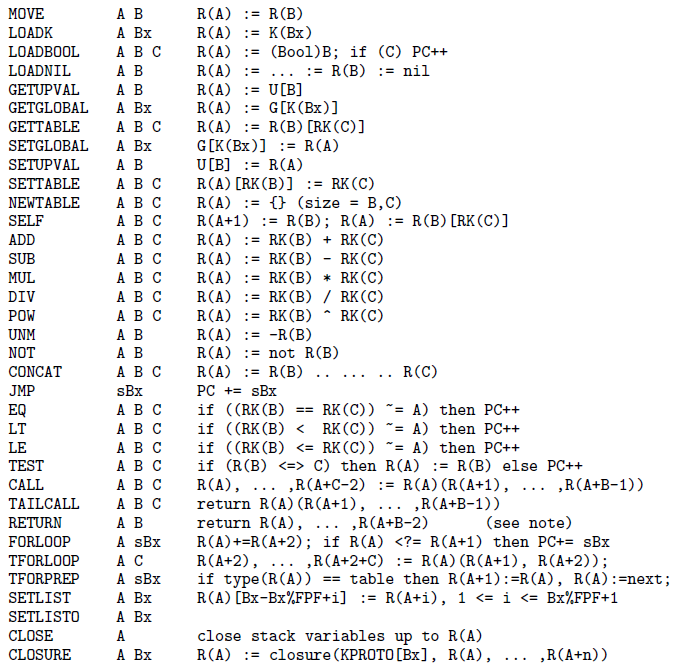 MOVE A B R(A) := R(B)
LOADK A Bx R(A) := K(Bx)
LOADBOOL A B C R(A) := (Bool)B; if (C) PC++
LOADNIL A B R(A) := ... := R(B) := nil
GETUPVAL A B R(A) := U[B]
GETGLOBAL A Bx R(A) := G[K(Bx)]
GETTABLE A B C R(A) := R(B)[RK(C)]
SETGLOBAL A Bx G[K(Bx)] := R(A)
SETUPVAL A B U[B] := R(A)
SETTABLE A B C R(A)[RK(B)] := RK(C)
NEWTABLE A B C R(A) := {} (size = B,C)
SELF A B C R(A+1) := R(B); R(A) := R(B)[RK(C)]
ADD A B C R(A) := RK(B) + RK(C)
SUB A B C R(A) := RK(B) - RK(C)
MUL A B C R(A) := RK(B) * RK(C)
DIV A B C R(A) := RK(B) / RK(C)
POW A B C R(A) := RK(B) ^ RK(C)
UNM A B R(A) := -R(B)
NOT A B R(A) := not R(B)
CONCAT A B C R(A) := R(B) .. ... .. R(C)
JMP sBx PC += sBx
EQ A B C if ((RK(B) == RK(C)) ~= A) then PC++
LT A B C if ((RK(B) < RK(C)) ~= A) then PC++
LE A B C if ((RK(B) <= RK(C)) ~= A) then PC++
TEST A B C if (R(B) <=> C) then R(A) := R(B) else PC++
CALL A B C R(A), ... ,R(A+C-2) := R(A)(R(A+1), ... ,R(A+B-1))
TAILCALL A B C return R(A)(R(A+1), ... ,R(A+B-1))
RETURN A B return R(A), ... ,R(A+B-2) (see note)
FORLOOP A sBx R(A)+=R(A+2); if R(A) <?= R(A+1) then PC+= sBx
TFORLOOP A C R(A+2), ... ,R(A+2+C) := R(A)(R(A+1), R(A+2));
TFORPREP A sBx if type(R(A)) == table then R(A+1):=R(A), R(A):=next;
SETLIST A Bx R(A)[Bx-Bx%FPF+i] := R(A+i), 1 <= i <= Bx%FPF+1
SETLISTO A Bx
CLOSE A close stack variables up to R(A)
CLOSURE A Bx R(A) := closure(KPROTO[Bx], R(A), ... ,R(A+n))